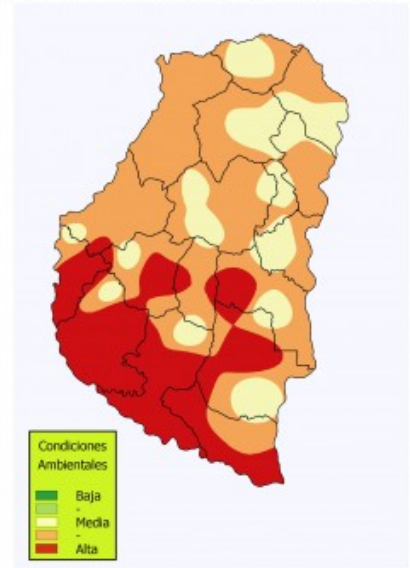 Condiciones
Ambientales
Baja
-
Media
-
Alta